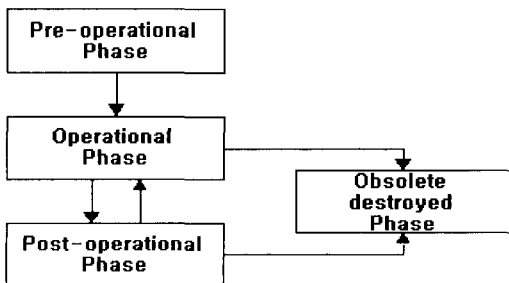 Pre-operational
Phase
Operational
Phase
Obsolete
destroyed
Phase
Post-operational
Phase